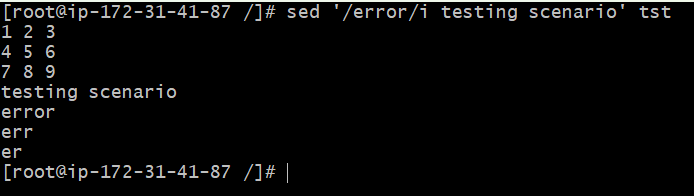 [root@ip-172-31-41-87 /]# sed '/error/i testing scenario' tst
1 2 3
4 5 6
7 8 9
testing scenario
error
err
er
[root@ip-172-31-41-87 /]#